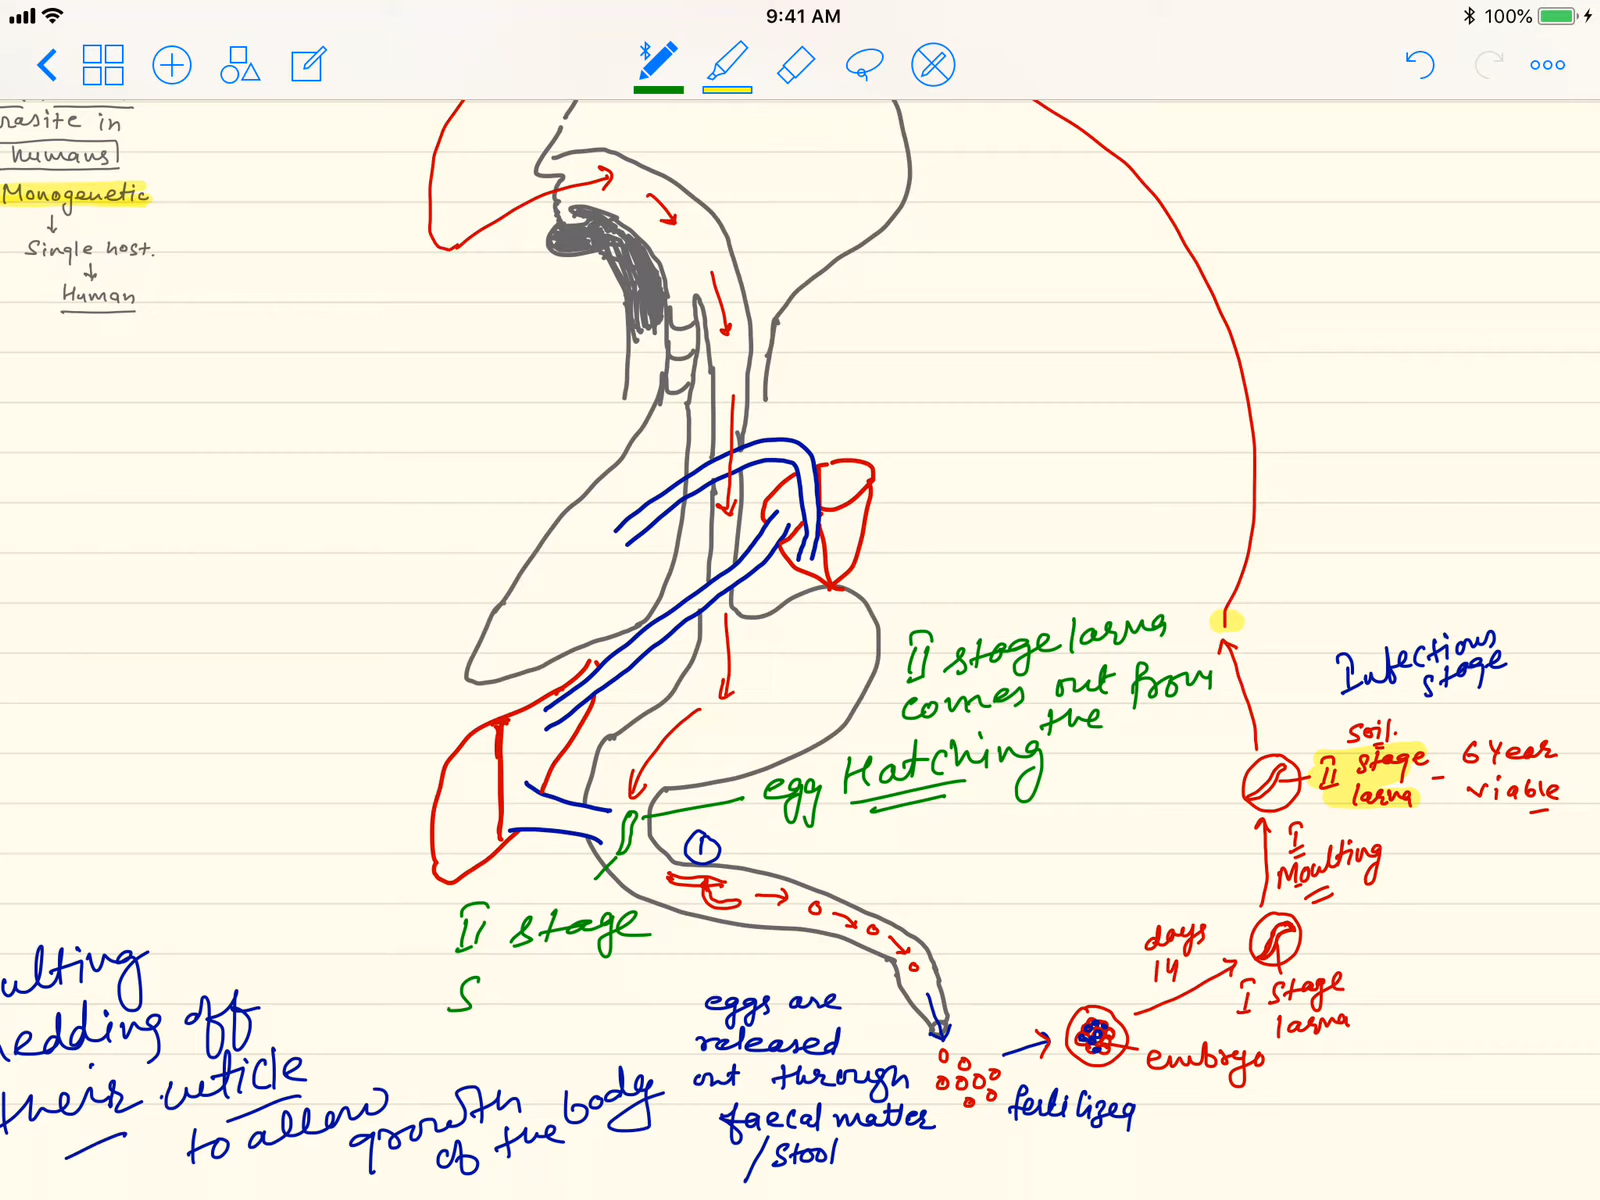 9:41 AM
100%
rasite in
humans
Monogenetic
↓
Single host.
↓
Human
II stage larva
comes out from
the
egg Hatching
Infectious
stage
soil.
II stage
larva
- 6 Year
viable
I
Moulting
days
14
I stage
larva
embryo
fertilized
I
II stage
S
eggs are
released
out through
faecal matter
/ Stool
ulting
edding off
their cuticle
to allow growth
of the body